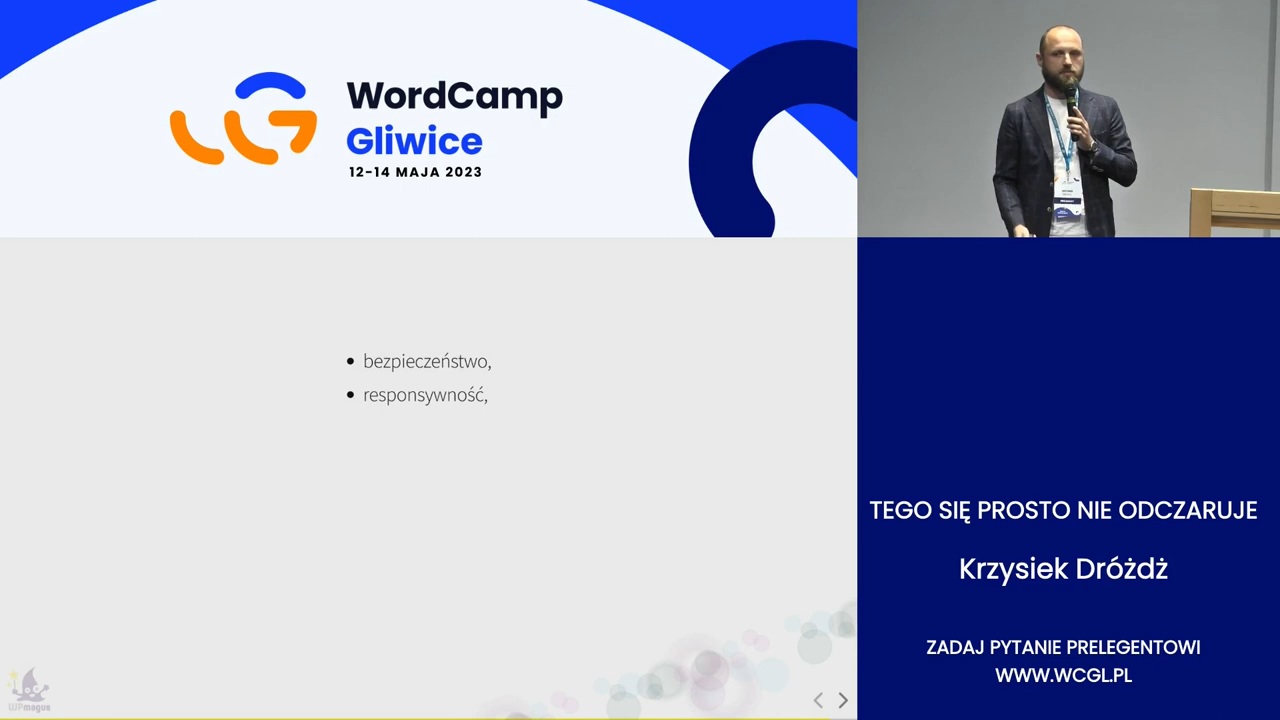 WordCamp
Gliwice
12-14 MAJA 2023
bezpieczeństwo,
responsywność,
TEGO SIĘ PROSTO NIE ODCZARUJE
Krzysiek Dróżdż
ZADAJ PYTANIE PRELEGENTOWI
WWW.WCGL.PL
WPmagus